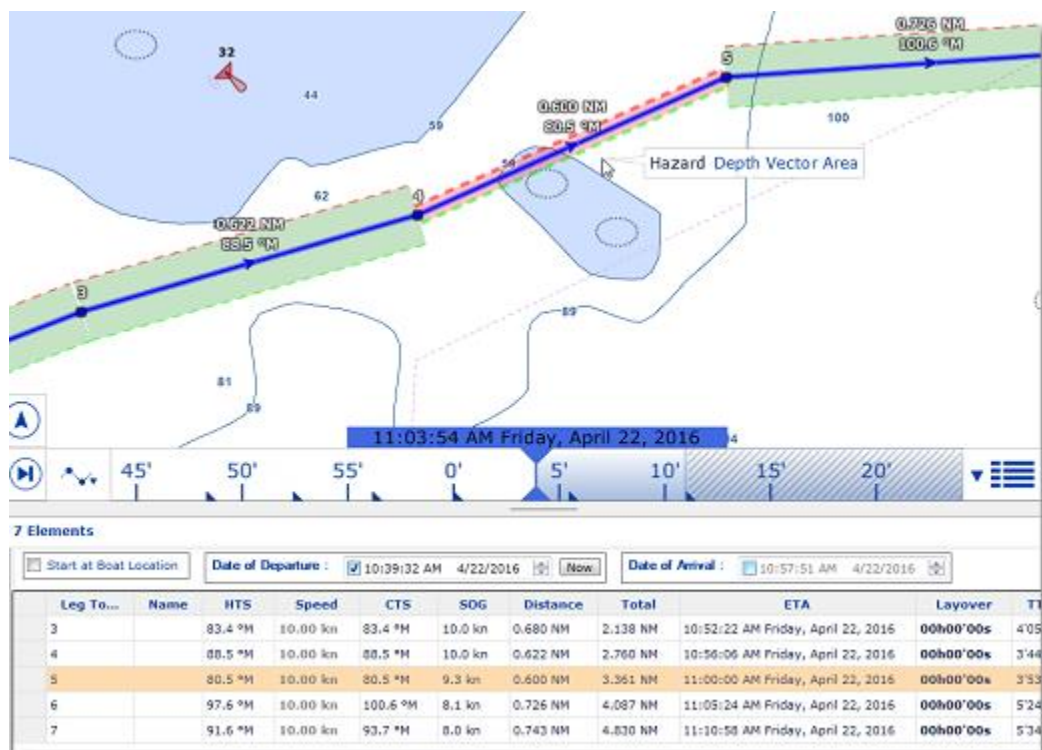 0.726 NM
100.6 °M
5
32
44
0.600 NM
80.5 °M
100
59
59
Hazard Depth Vector Area
4
62
0.622 NM
88.5 °M
3
89
81
89
11:03:54 AM Friday, April 22, 2016
45' 50' 55' 0' 5' 10' 15' 20'
7 Elements
Start at Boat Location Date of Departure : 10:39:32 AM 4/22/2016 Now Date of Arrival : 10:57:51 AM 4/22/2016
Leg To... Name HTS Speed CTS SOG Distance Total ETA Layover
3 83.4 °M 10.00 kn 83.4 °M 10.0 kn 0.680 NM 2.138 NM 10:52:22 AM Friday, April 22, 2016 00h00'00s 4'05
4 88.5 °M 10.00 kn 88.5 °M 10.0 kn 0.622 NM 2.760 NM 10:56:06 AM Friday, April 22, 2016 00h00'00s 3'44
5 80.5 °M 10.00 kn 80.5 °M 9.3 kn 0.600 NM 3.361 NM 11:00:00 AM Friday, April 22, 2016 00h00'00s 3'53
6 97.6 °M 10.00 kn 100.6 °M 8.1 kn 0.726 NM 4.087 NM 11:05:24 AM Friday, April 22, 2016 00h00'00s 5'24
7 91.6 °M 10.00 kn 93.7 °M 8.0 kn 0.743 NM 4.830 NM 11:10:58 AM Friday, April 22, 2016 00h00'00s 5'34